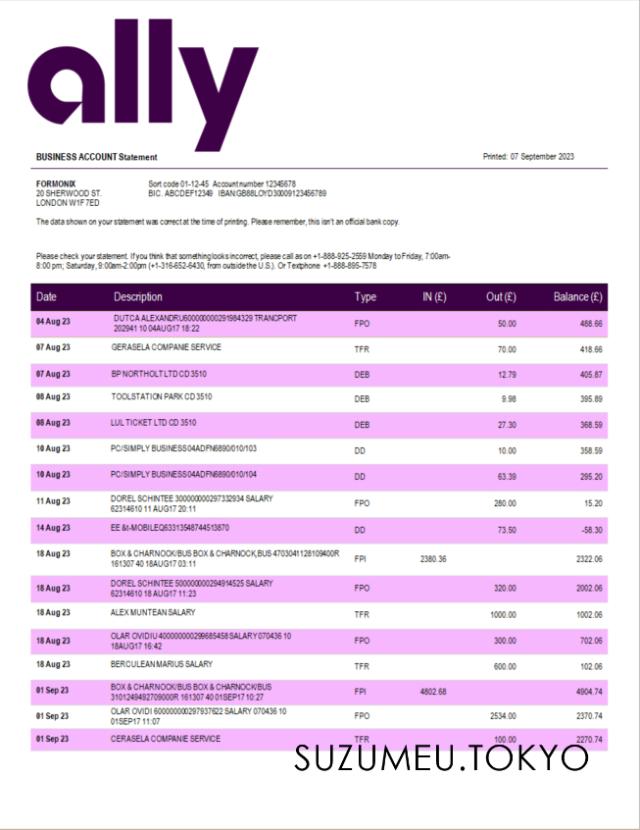 ally
BUSINESS ACCOUNT Statement
Printed: 07 September 2023
FORMONIX
Sort code 01-12-45 Account number 12345678
20 SHERWOOD ST.
BIC. ABCDEF12349 IBAN:GB88LOYD30009123456789
LONDON W1F 7ED
The data shown on your statement was correct at the time of printing. Please remember, this isn't an official bank copy.
Please check your statement. If you think that something looks incorrect, please call as on +1-888-925-2559 Monday to Friday, 7:00am-
8:00 pm; Saturday, 9:00am-2:00pm (+1-316-652-6430, from outside the U.S.). Or Textphone +1-888-895-7578
Date Description Type IN (£) Out (£) Balance (£)
04 Aug 23 DUTCA ALEXANDRU600000000291984329 TRANCPORT
202941 10 04AUG17 18:22 FPO 50.00 488.66
07 Aug 23 GERASELA COMPANIE SERVICE TFR 70.00 418.66
07 Aug 23 BP NORTHOLT LTD CD 3510 DEB 12.79 405.87
08 Aug 23 TOOLSTATION PARK CD 3510 DEB 9.98 395.89
08 Aug 23 LUL TICKET LTD CD 3510 DEB 27.30 368.59
10 Aug 23 PC/SIMPLY BUSINESS04ADFN6890/010/103 DD 10.00 358.59
10 Aug 23 PC/SIMPLY BUSINESS04ADFN6890/010/104 DD 63.39 295.20
11 Aug 23 DOREL SCHINTEE 300000000297332934 SALARY
62314610 11 AUG17 20:11 FPO 280.00 15.20
14 Aug 23 EE &t-MOBILEQ63313548744513870 DD 73.50 -58.30
18 Aug 23 BOX & CHARNOCK/BUS BOX & CHARNOCK,BUS 4703041128109400R
161307 40 18AUG17 03:11 FPI 2380.36 2322.06
18 Aug 23 DOREL SCHINTEE 500000000294914525 SALARY
62314610 18 AUG17 11:23 FPO 320.00 2002.06
18 Aug 23 ALEX MUNTEAN SALARY TFR 1000.00 1002.06
18 Aug 23 OLAR OVIDIU 400000000299685458 SALARY 070436 10
18AUG17 16:42 FPO 300.00 702.06
18 Aug 23 BERCULEAN MARIUS SALARY TFR 600.00 102.06
01 Sep 23 BOX & CHARNOCK/BUS BOX & CHARNOCK/BUS
3101249492709000R 161307 40 01SEP17 10:27 FPI 4802.68 4904.74
01 Sep 23 OLAR OVIDI 600000000297937622 SALARY 070436 10
01SEP17 11:07 FPO 2534.00 2370.74
01 Sep 23 CERASELA COMPANIE SERVICE TFR 100.00 2270.74
SUZUMEU.TOKYO